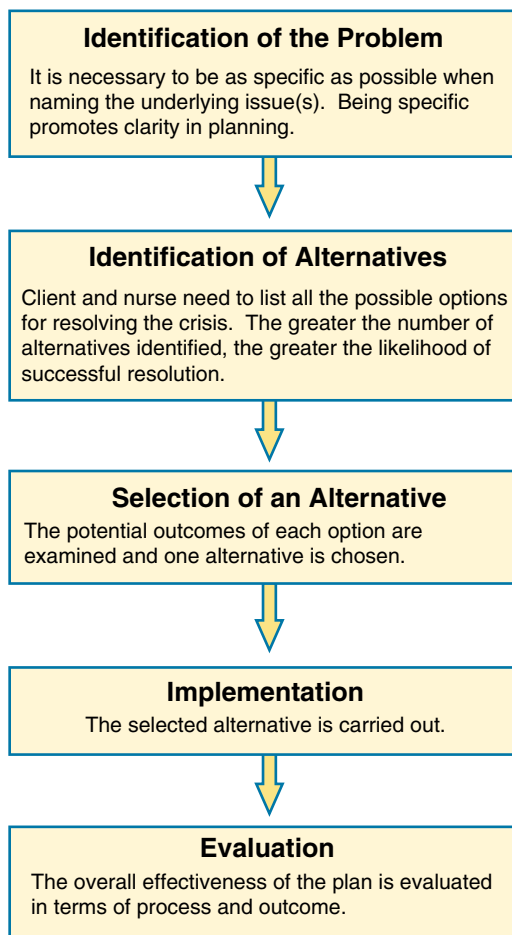 Identification of the Problem
It is necessary to be as specific as possible when
naming the underlying issue(s).  Being specific
promotes clarity in planning.
Identification of Alternatives
Client and nurse need to list all the possible options
for resolving the crisis.  The greater the number of
alternatives identified, the greater the likelihood of
successful resolution.
Selection of an Alternative
The potential outcomes of each option are
examined and one alternative is chosen.
Implementation
The selected alternative is carried out.
Evaluation
The overall effectiveness of the plan is evaluated
in terms of process and outcome.